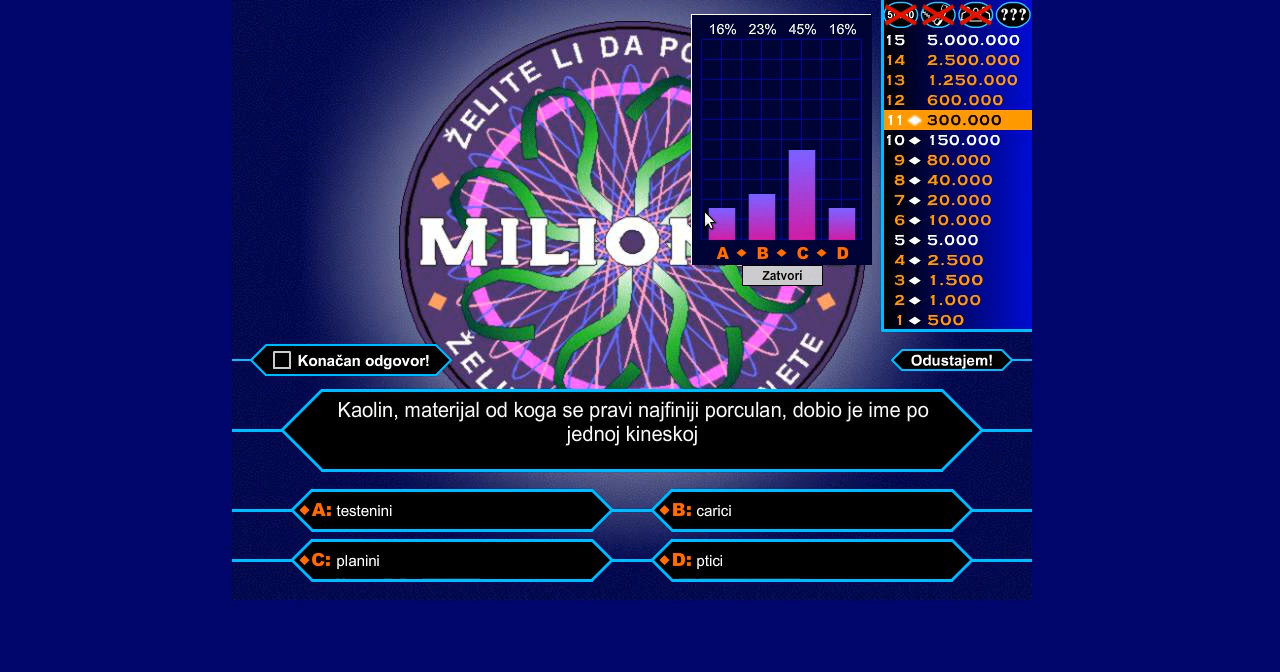 ŽELITE LI DA PO
MILION
ŽELI
NETE
16% 23% 45% 16%
A B C D
Zatvori
50:50
???
15 5.000.000
14 2.500.000
13 1.250.000
12 600.000
11 300.000
10 150.000
9 80.000
8 40.000
7 20.000
6 10.000
5 5.000
4 2.500
3 1.500
2 1.000
1 500
Konačan odgovor!
Odustajem!
Kaolin, materijal od koga se pravi najfiniji porculan, dobio je ime po
jednoj kineskoj
A: testenini
B: carici
C: planini
D: ptici